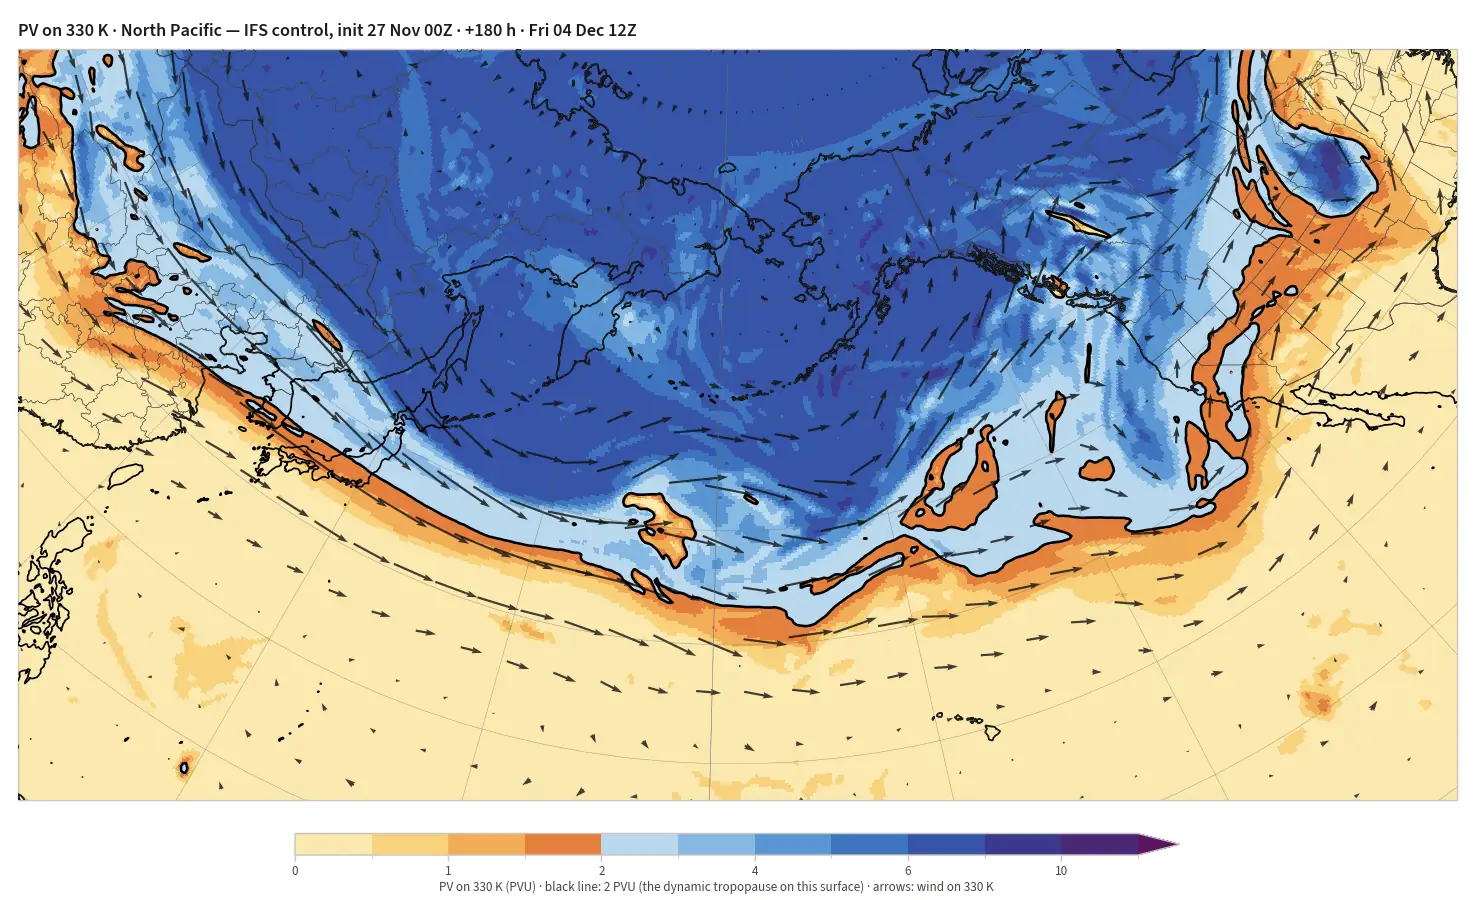 PV on 330 K · North Pacific — IFS control, init 27 Nov 00Z · +180 h · Fri 04 Dec 12Z
0 1 2 4 6 10
PV on 330 K (PVU) · black line: 2 PVU (the dynamic tropopause on this surface) · arrows: wind on 330 K